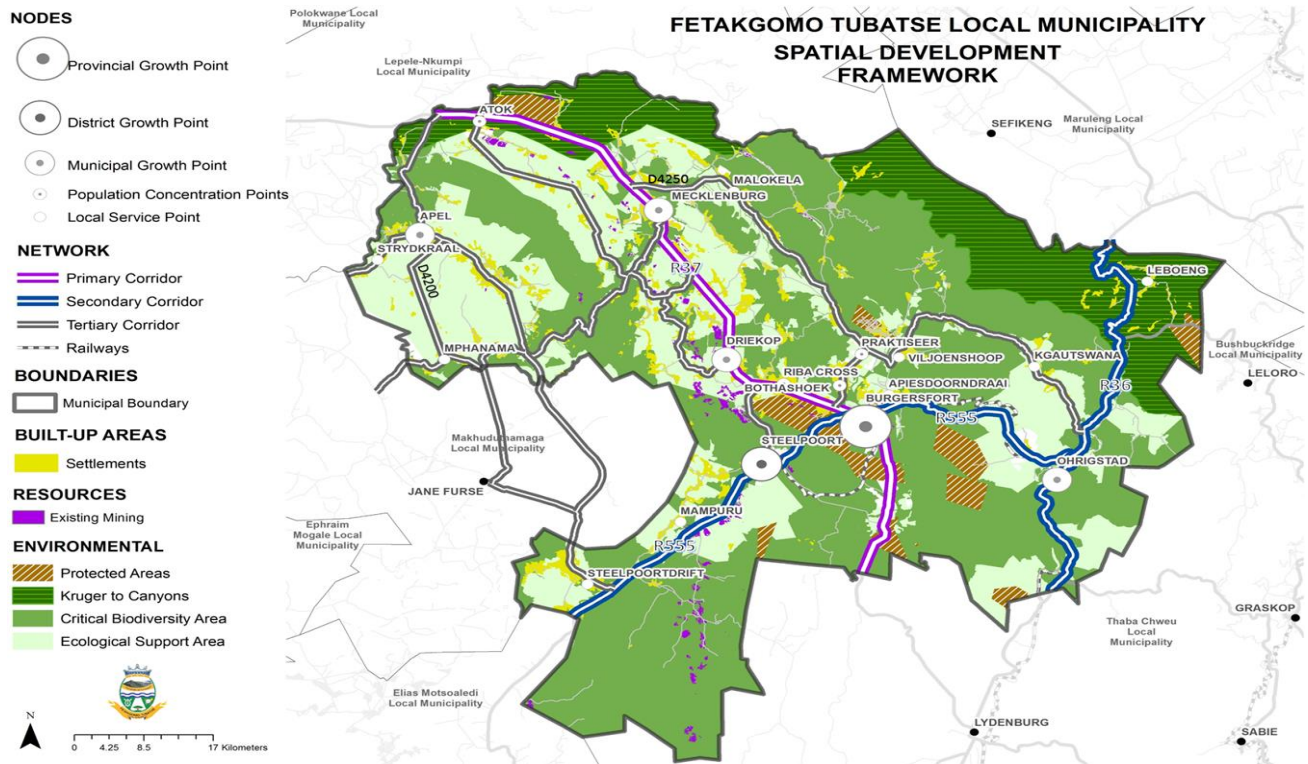 NODES
Provincial Growth Point
District Growth Point
Municipal Growth Point
Population Concentration Points
Local Service Point
NETWORK
Primary Corridor
Secondary Corridor
Tertiary Corridor
Railways
BOUNDARIES
Municipal Boundary
BUILT-UP AREAS
Settlements
RESOURCES
Existing Mining
ENVIRONMENTAL
Protected Areas
Kruger to Canyons
Critical Biodiversity Area
Ecological Support Area
N
0 4.25 8.5 17 Kilometers
FETAKGOMO TUBATSE LOCAL MUNICIPALITY
SPATIAL DEVELOPMENT
FRAMEWORK
Polokwane Local
Municipality
Lepele-Nkumpi
Local Municipality
ATOK
SEFIKENG
Maruleng Local
Municipality
MALOKELA
D4250
MECKLENBURG
APEL
STRYDKRAAL
D4200
R37
LEBOENG
MPHANAMA
DRIEKOP
PRAKTISEER
VILJOENSHOOP
KGAUTSWANA
Bushbuckridge
Local Municipality
LELORO
RIBA CROSS
BOTHASHOEK
APIESDOORNDRAAI
R36
BURGERSFORT
R555
Makhuduthamaga
Local Municipality
STEELPOORT
OHRIGSTAD
JANE FURSE
MAMPURU
Ephraim
Mogale Local
Municipality
R555
STEELPOORTDRIFT
GRASKOP
Thaba Chweu
Local
Municipality
Elias Motsoaledi
Local Municipality
LYDENBURG
SABIE